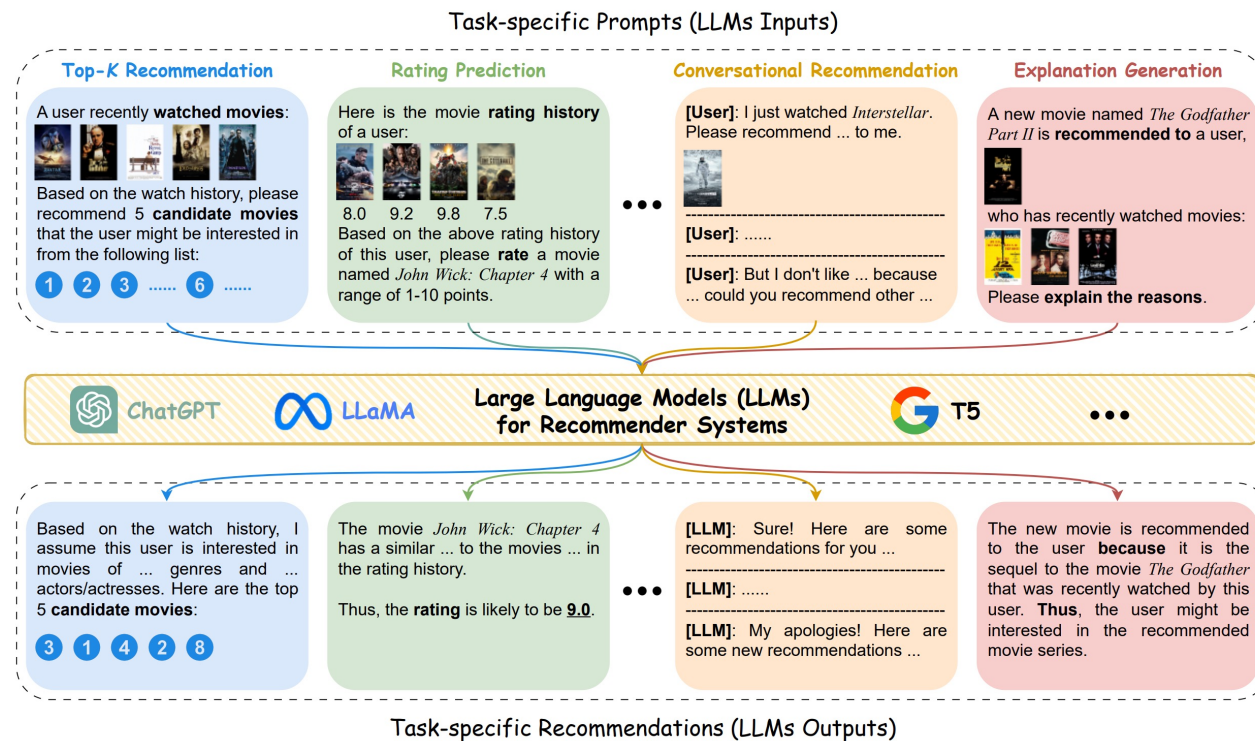 Task-specific Prompts (LLMs Inputs)
Top-K Recommendation
A user recently watched movies:
Based on the watch history, please
recommend 5 candidate movies
that the user might be interested in
from the following list:
1 2 3 ...... 6 ......
Rating Prediction
Here is the movie rating history
of a user:
8.0 9.2 9.8 7.5
Based on the above rating history
of this user, please rate a movie
named John Wick: Chapter 4 with a
range of 1-10 points.
Conversational Recommendation
[User]: I just watched Interstellar.
Please recommend ... to me.
[User]: ......
[User]: But I don't like ... because
... could you recommend other ...
Explanation Generation
A new movie named The Godfather
Part II is recommended to a user,
who has recently watched movies:
Please explain the reasons.
ChatGPT
LLaMA
Large Language Models (LLMs)
for Recommender Systems
T5
Based on the watch history, I
assume this user is interested in
movies of ... genres and ...
actors/actresses. Here are the top
5 candidate movies:
3 1 4 2 8
The movie John Wick: Chapter 4
has a similar ... to the movies ... in
the rating history.
Thus, the rating is likely to be 9.0.
[LLM]: Sure! Here are some
recommendations for you ...
[LLM]: ......
[LLM]: My apologies! Here are
some new recommendations ...
The new movie is recommended
to the user because it is the
sequel to the movie The Godfather
that was recently watched by this
user. Thus, the user might be
interested in the recommended
movie series.
Task-specific Recommendations (LLMs Outputs)